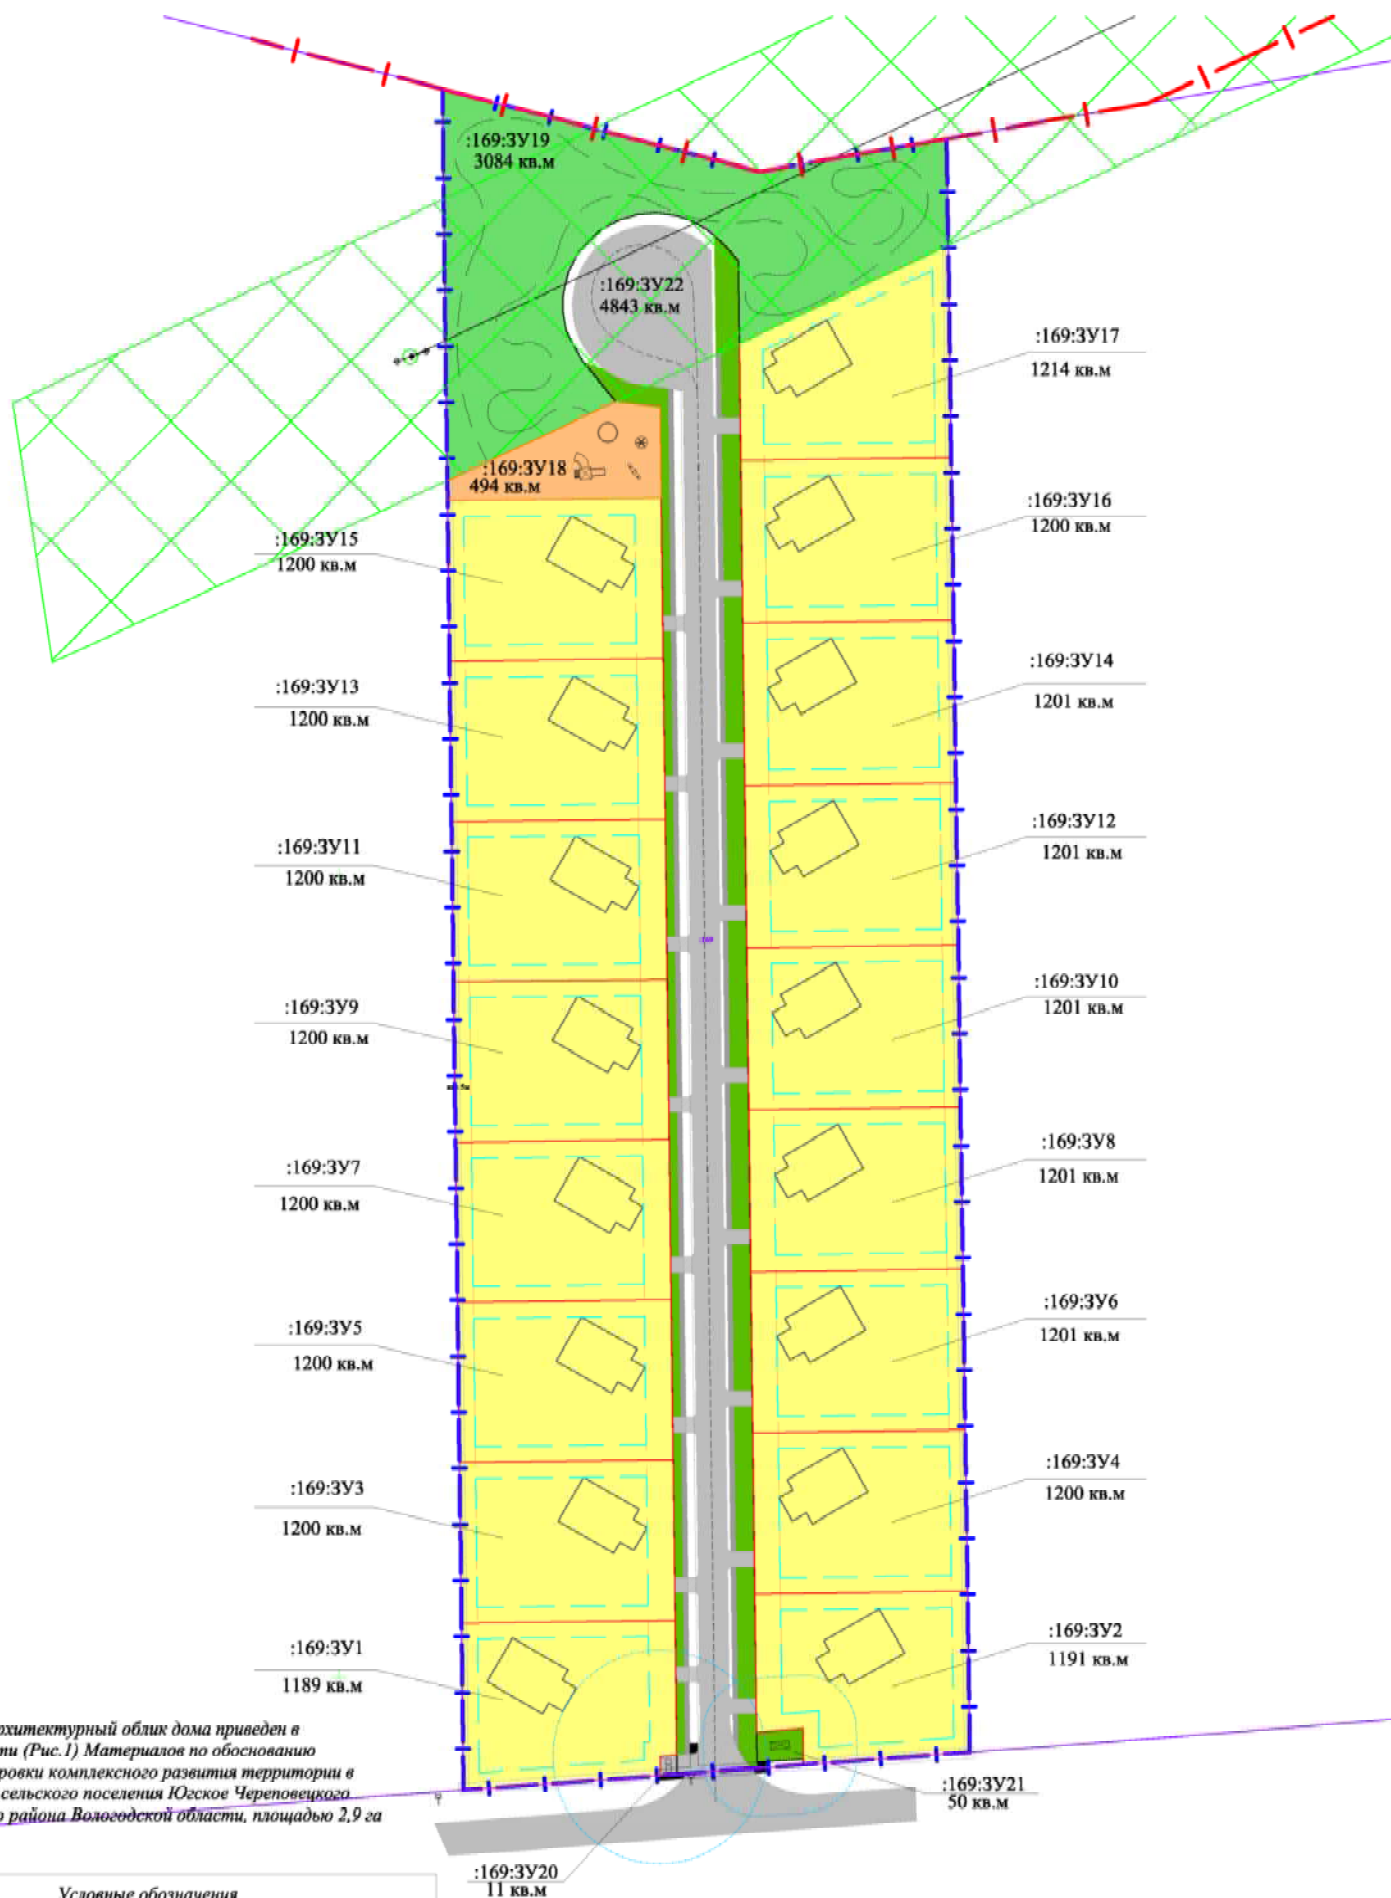 :169:ЗУ19
3084 кв.м
:169:ЗУ22
4843 кв.м
:169:ЗУ17
1214 кв.м
:169:ЗУ18
494 кв.м
:169:ЗУ16
1200 кв.м
:169:ЗУ15
1200 кв.м
:169:ЗУ14
1201 кв.м
:169:ЗУ13
1200 кв.м
:169:ЗУ12
1201 кв.м
:169:ЗУ11
1200 кв.м
:169:ЗУ10
1201 кв.м
:169:ЗУ9
1200 кв.м
:169:ЗУ8
1201 кв.м
:169:ЗУ7
1200 кв.м
:169:ЗУ6
1201 кв.м
:169:ЗУ5
1200 кв.м
:169:ЗУ4
1200 кв.м
:169:ЗУ3
1200 кв.м
:169:ЗУ2
1191 кв.м
:169:ЗУ1
1189 кв.м
рхитектурный облик дома приведен в
ти (Рис.1) Материалов по обоснованию
ровки комплексного развития территории в
сельского поселения Югское Череповецкого
о района Вологодской области, площадью 2,9 га
:169:ЗУ21
50 кв.м
:169:ЗУ20
11 кв.м
Условные обозначения